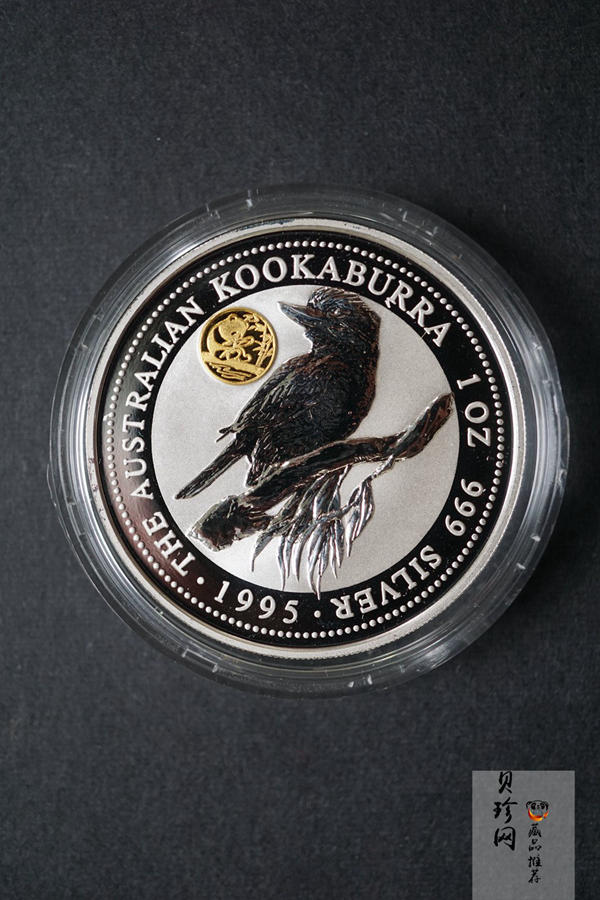 THE AUSTRALIAN KOOKABURRA 1 OZ 999 SILVER · 1995 ·
贝珍网
藏品推荐